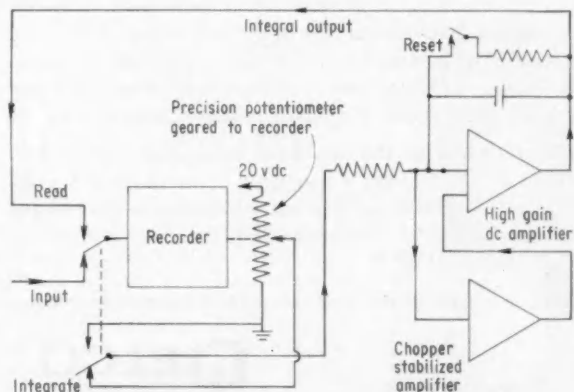 Integral output
Reset
Precision potentiometer
geared to recorder
20 v dc
Read
Recorder
High gain
dc amplifier
Input
Chopper
stabilized
amplifier
Integrate